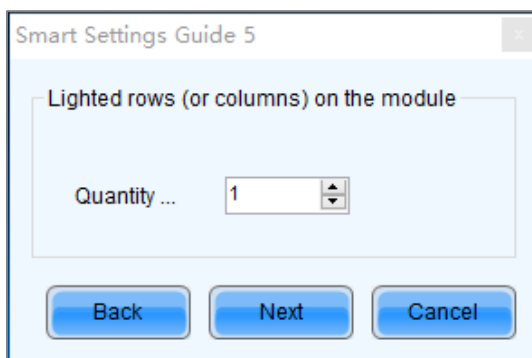 Smart Settings Guide 5
x
Lighted rows (or columns) on the module
Quantity ... 1
Back Next Cancel